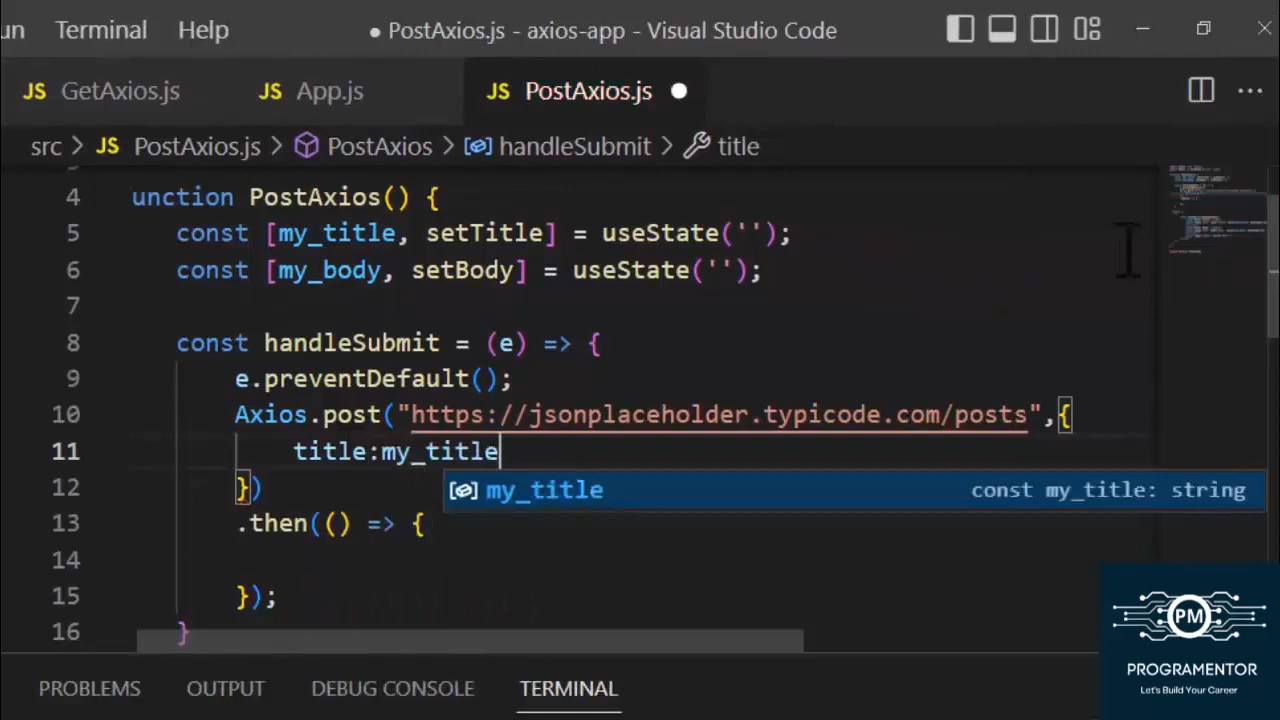 un Terminal Help ● PostAxios.js - axios-app - Visual Studio Code
JS GetAxios.js JS App.js JS PostAxios.js ● ...
src > JS PostAxios.js > PostAxios > handleSubmit > title
4 unction PostAxios() {
5 const [my_title, setTitle] = useState('');
6 const [my_body, setBody] = useState('');
7
8 const handleSubmit = (e) => {
9 e.preventDefault();
10 Axios.post("https://jsonplaceholder.typicode.com/posts",{
11 title:my_title
my_title const my_title: string
12 })
13 .then(() => {
14
15 });
16 }
PROBLEMS OUTPUT DEBUG CONSOLE TERMINAL
PM
PROGRAMENTOR
Let's Build Your Career